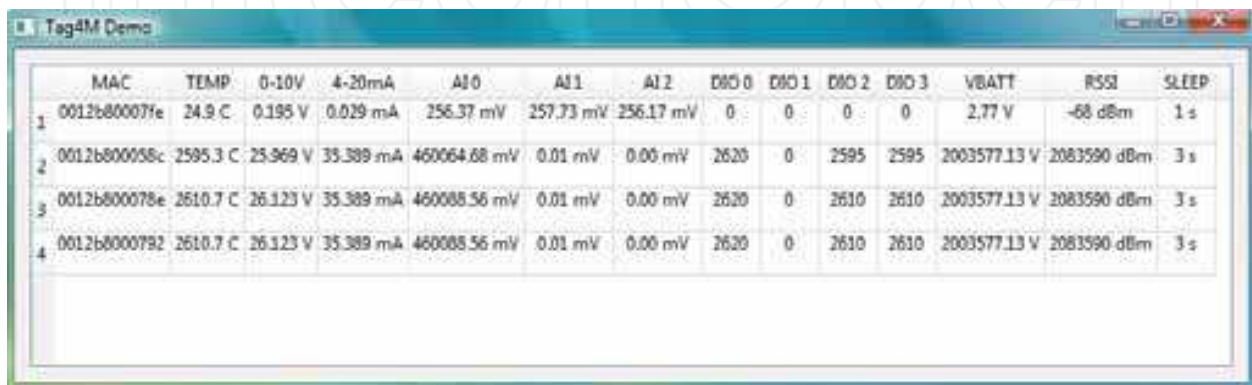 Tag4M Demo
MAC TEMP 0-10V 4-20mA AI 0 AI 1 AI 2 DIO 0 DIO 1 DIO 2 DIO 3 VBATT RSSI SLEEP
1 0012b80007fe 24.9 C 0.195 V 0.029 mA 256.37 mV 257.73 mV 256.17 mV 0 0 0 0 2.77 V -68 dBm 1 s
2 0012b800058c 2595.3 C 25.969 V 35.389 mA 460064.68 mV 0.01 mV 0.00 mV 2620 0 2595 2595 2003577.13 V 2083590 dBm 3 s
3 0012b800078e 2610.7 C 26.123 V 35.389 mA 460088.56 mV 0.01 mV 0.00 mV 2620 0 2610 2610 2003577.13 V 2083590 dBm 3 s
4 0012b8000792 2610.7 C 26.123 V 35.389 mA 460088.56 mV 0.01 mV 0.00 mV 2620 0 2610 2610 2003577.13 V 2083590 dBm 3 s